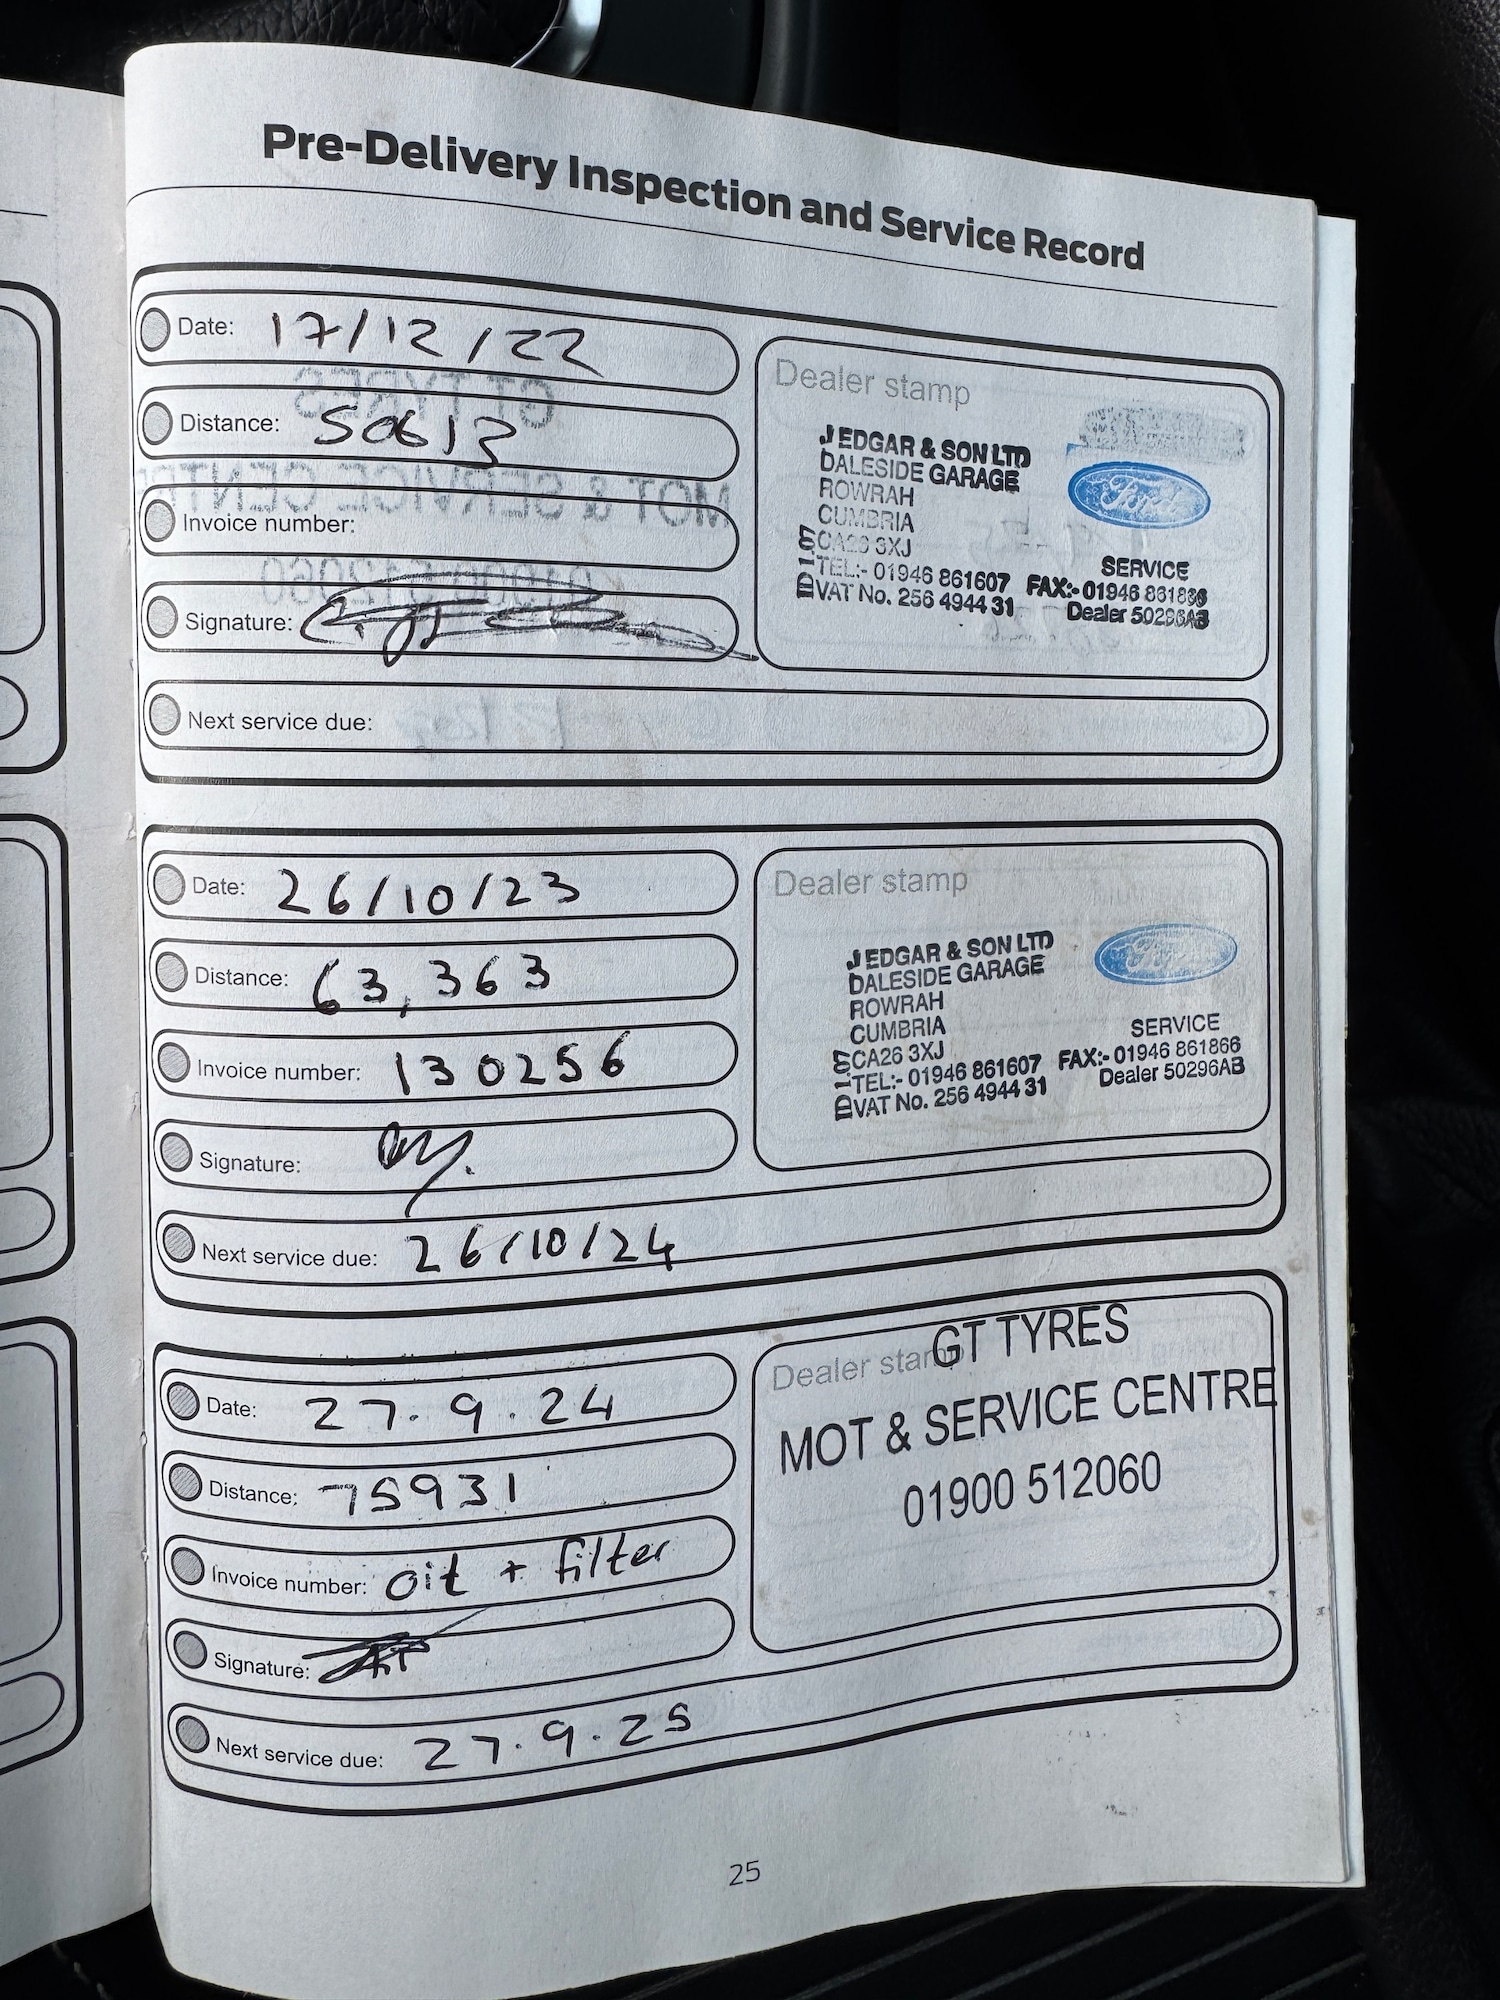 Pre-Delivery Inspection and Service Record
Date: 17/12/22
Distance: 50613
Invoice number:
Signature:
Next service due:
Dealer stamp
J EDGAR & SON LTD
DALESIDE GARAGE
ROWRAH
CUMBRIA
CA26 3XJ
TEL:- 01946 861607 FAX:- 01946 861866
VAT No. 256 4944 31
Ford
SERVICE
Dealer 50296AB
Date: 26/10/23
Distance: 63,363
Invoice number: 130256
Signature:
Next service due: 26/10/24
Dealer stamp
J EDGAR & SON LTD
DALESIDE GARAGE
ROWRAH
CUMBRIA
CA26 3XJ
TEL:- 01946 861607 FAX:- 01946 861866
VAT No. 256 4944 31
Ford
SERVICE
Dealer 50296AB
Date: 27.9.24
Distance: 75931
Invoice number: oil + filter
Signature:
Next service due: 27.9.25
Dealer stamp
GT TYRES
MOT & SERVICE CENTRE
01900 512060
25